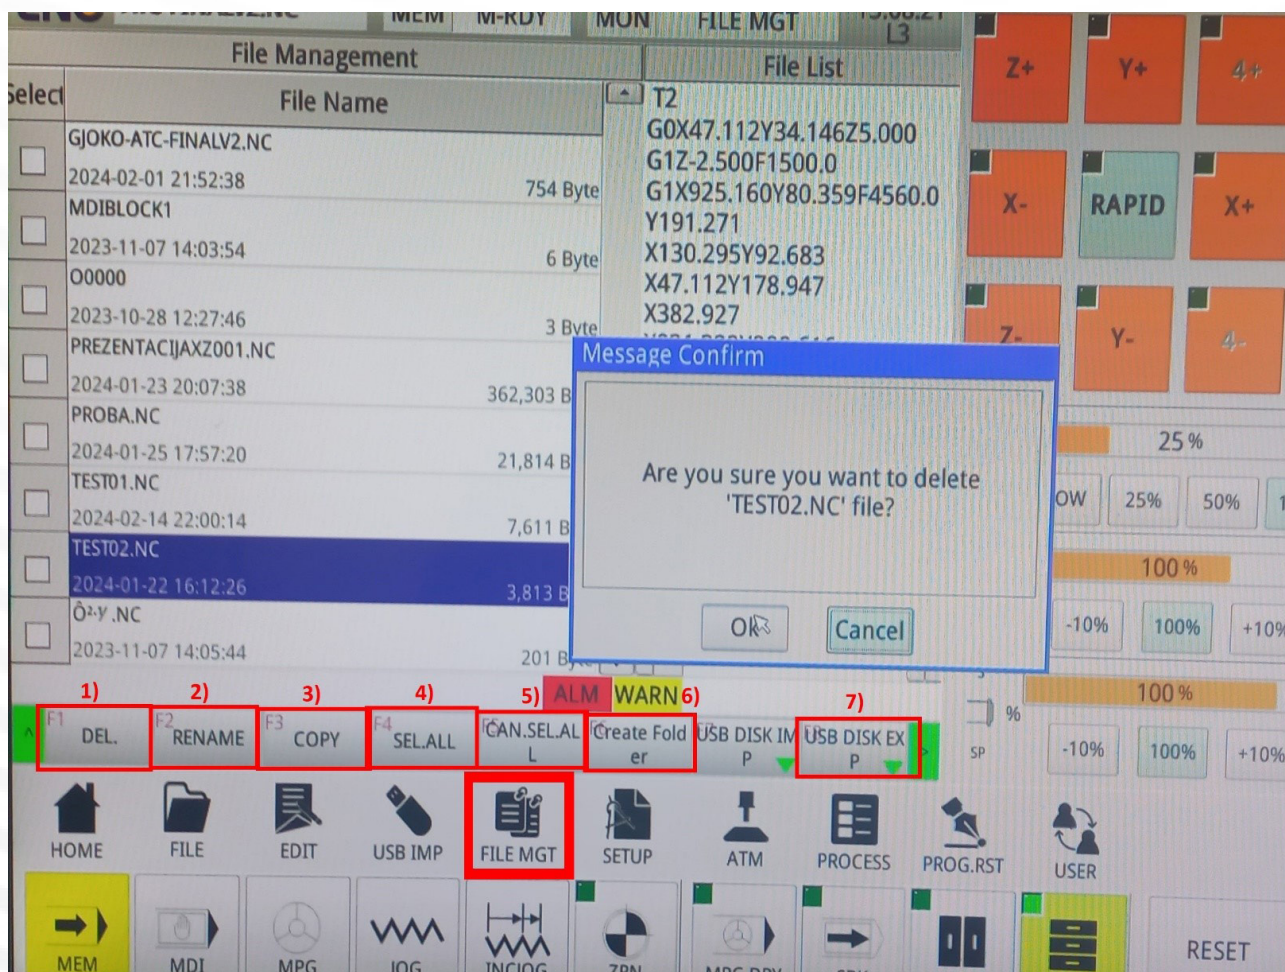 MEM
M-RDY
MON
FILE MGT
L3
File Management
File List
Select
File Name
T2
G0X47.112Y34.146Z5.000
G1Z-2.500F1500.0
G1X925.160Y80.359F4560.0
Y191.271
X130.295Y92.683
X47.112Y178.947
X382.927
GJOKO-ATC-FINALV2.NC
2024-02-01 21:52:38
754 Byte
MDIBLOCK1
2023-11-07 14:03:54
6 Byte
O0000
2023-10-28 12:27:46
3 Byte
PREZENTACIJAXZ001.NC
2024-01-23 20:07:38
362,303 B
PROBA.NC
2024-01-25 17:57:20
21,814 B
TEST01.NC
2024-02-14 22:00:14
7,611 B
TEST02.NC
2024-01-22 16:12:26
3,813 B
Ô²·ʸ .NC
2023-11-07 14:05:44
201 B
Message Confirm
Are you sure you want to delete
'TEST02.NC' file?
Ok
Cancel
Z+
Y+
4+
X-
RAPID
X+
Z-
Y-
4-
25 %
OW
25%
50%
100 %
-10%
100%
+10%
100 %
%
SP
-10%
100%
+10%
ALM
WARN
1)
2)
3)
4)
5)
6)
7)
F1
DEL.
F2
RENAME
F3
COPY
F4
SEL.ALL
CAN.SEL.AL
L
Create Fold
er
USB DISK IM
P
USB DISK EX
P
HOME
FILE
EDIT
USB IMP
FILE MGT
SETUP
ATM
PROCESS
PROG.RST
USER
MEM
MDI
MPG
JOG
INCJOG
ZRN
RESET